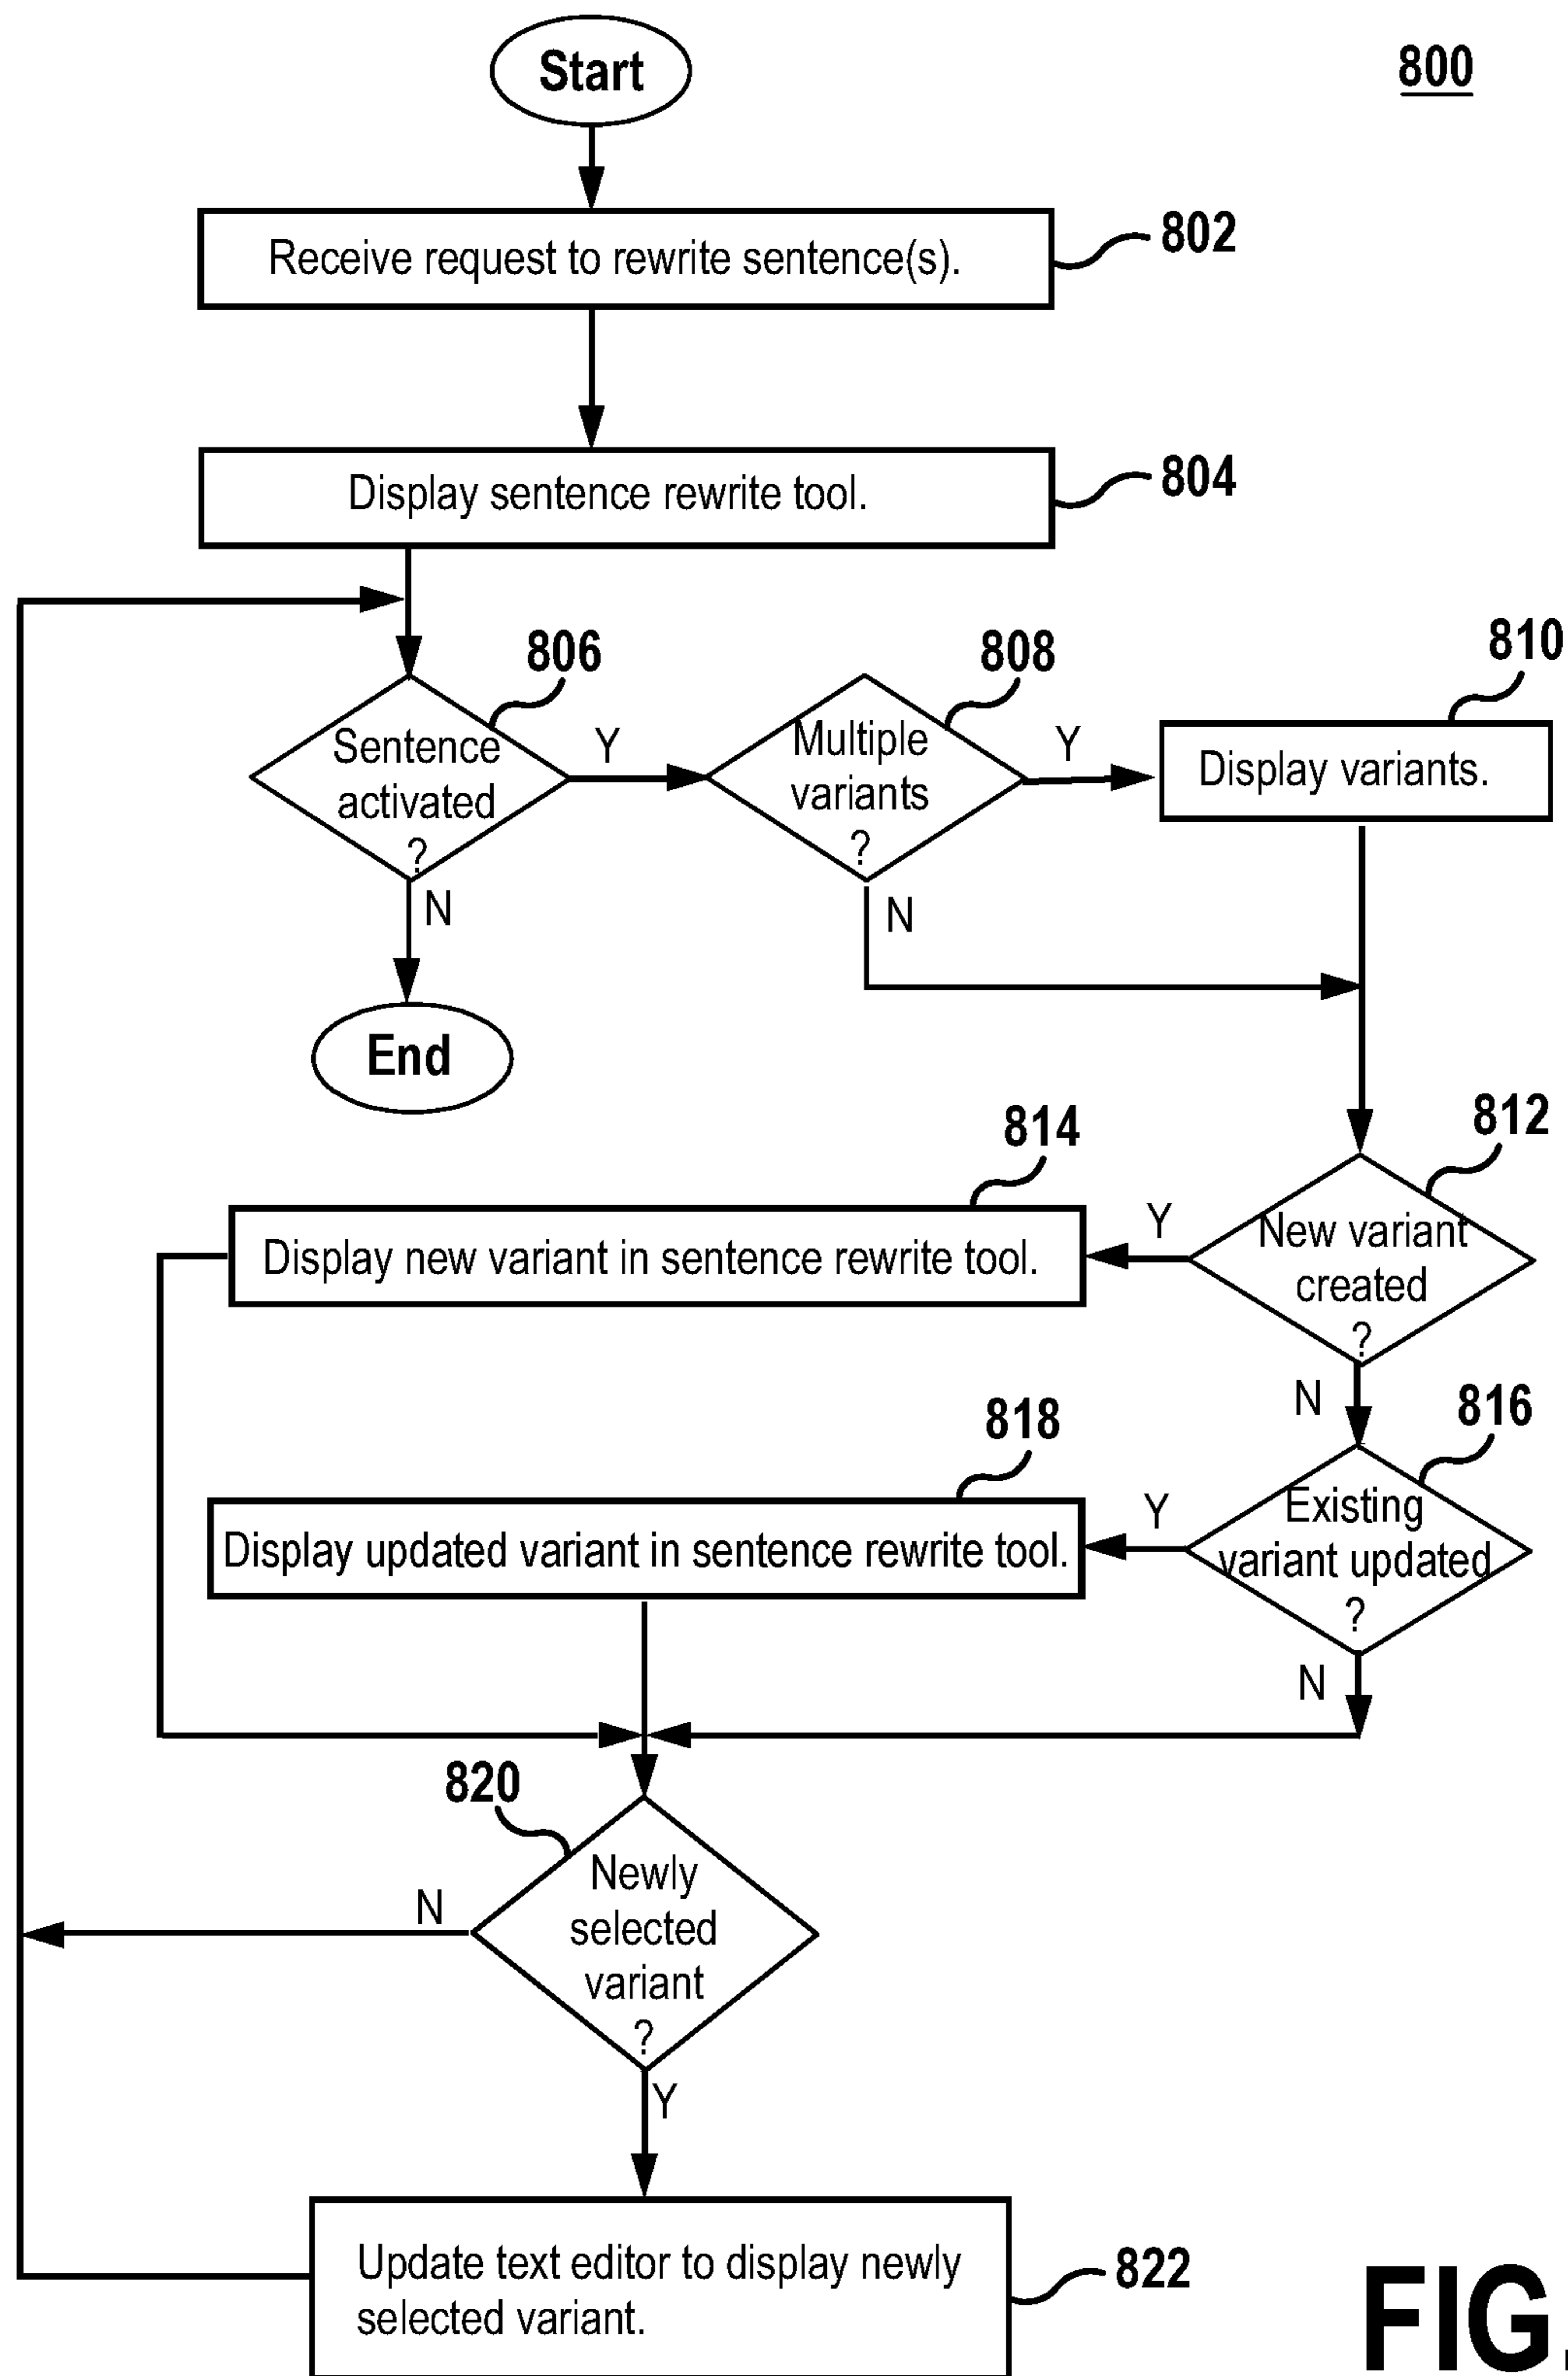 Start
800
Receive request to rewrite sentence(s).
802
Display sentence rewrite tool.
804
806
808
810
Sentence
activated
?
Y
N
Multiple
variants
?
Y
N
Display variants.
End
812
814
New variant
created
?
Y
N
Display new variant in sentence rewrite tool.
816
818
Existing
variant updated
?
Y
N
Display updated variant in sentence rewrite tool.
820
Newly
selected
variant
?
N
Y
Update text editor to display newly
selected variant.
822
FIG.